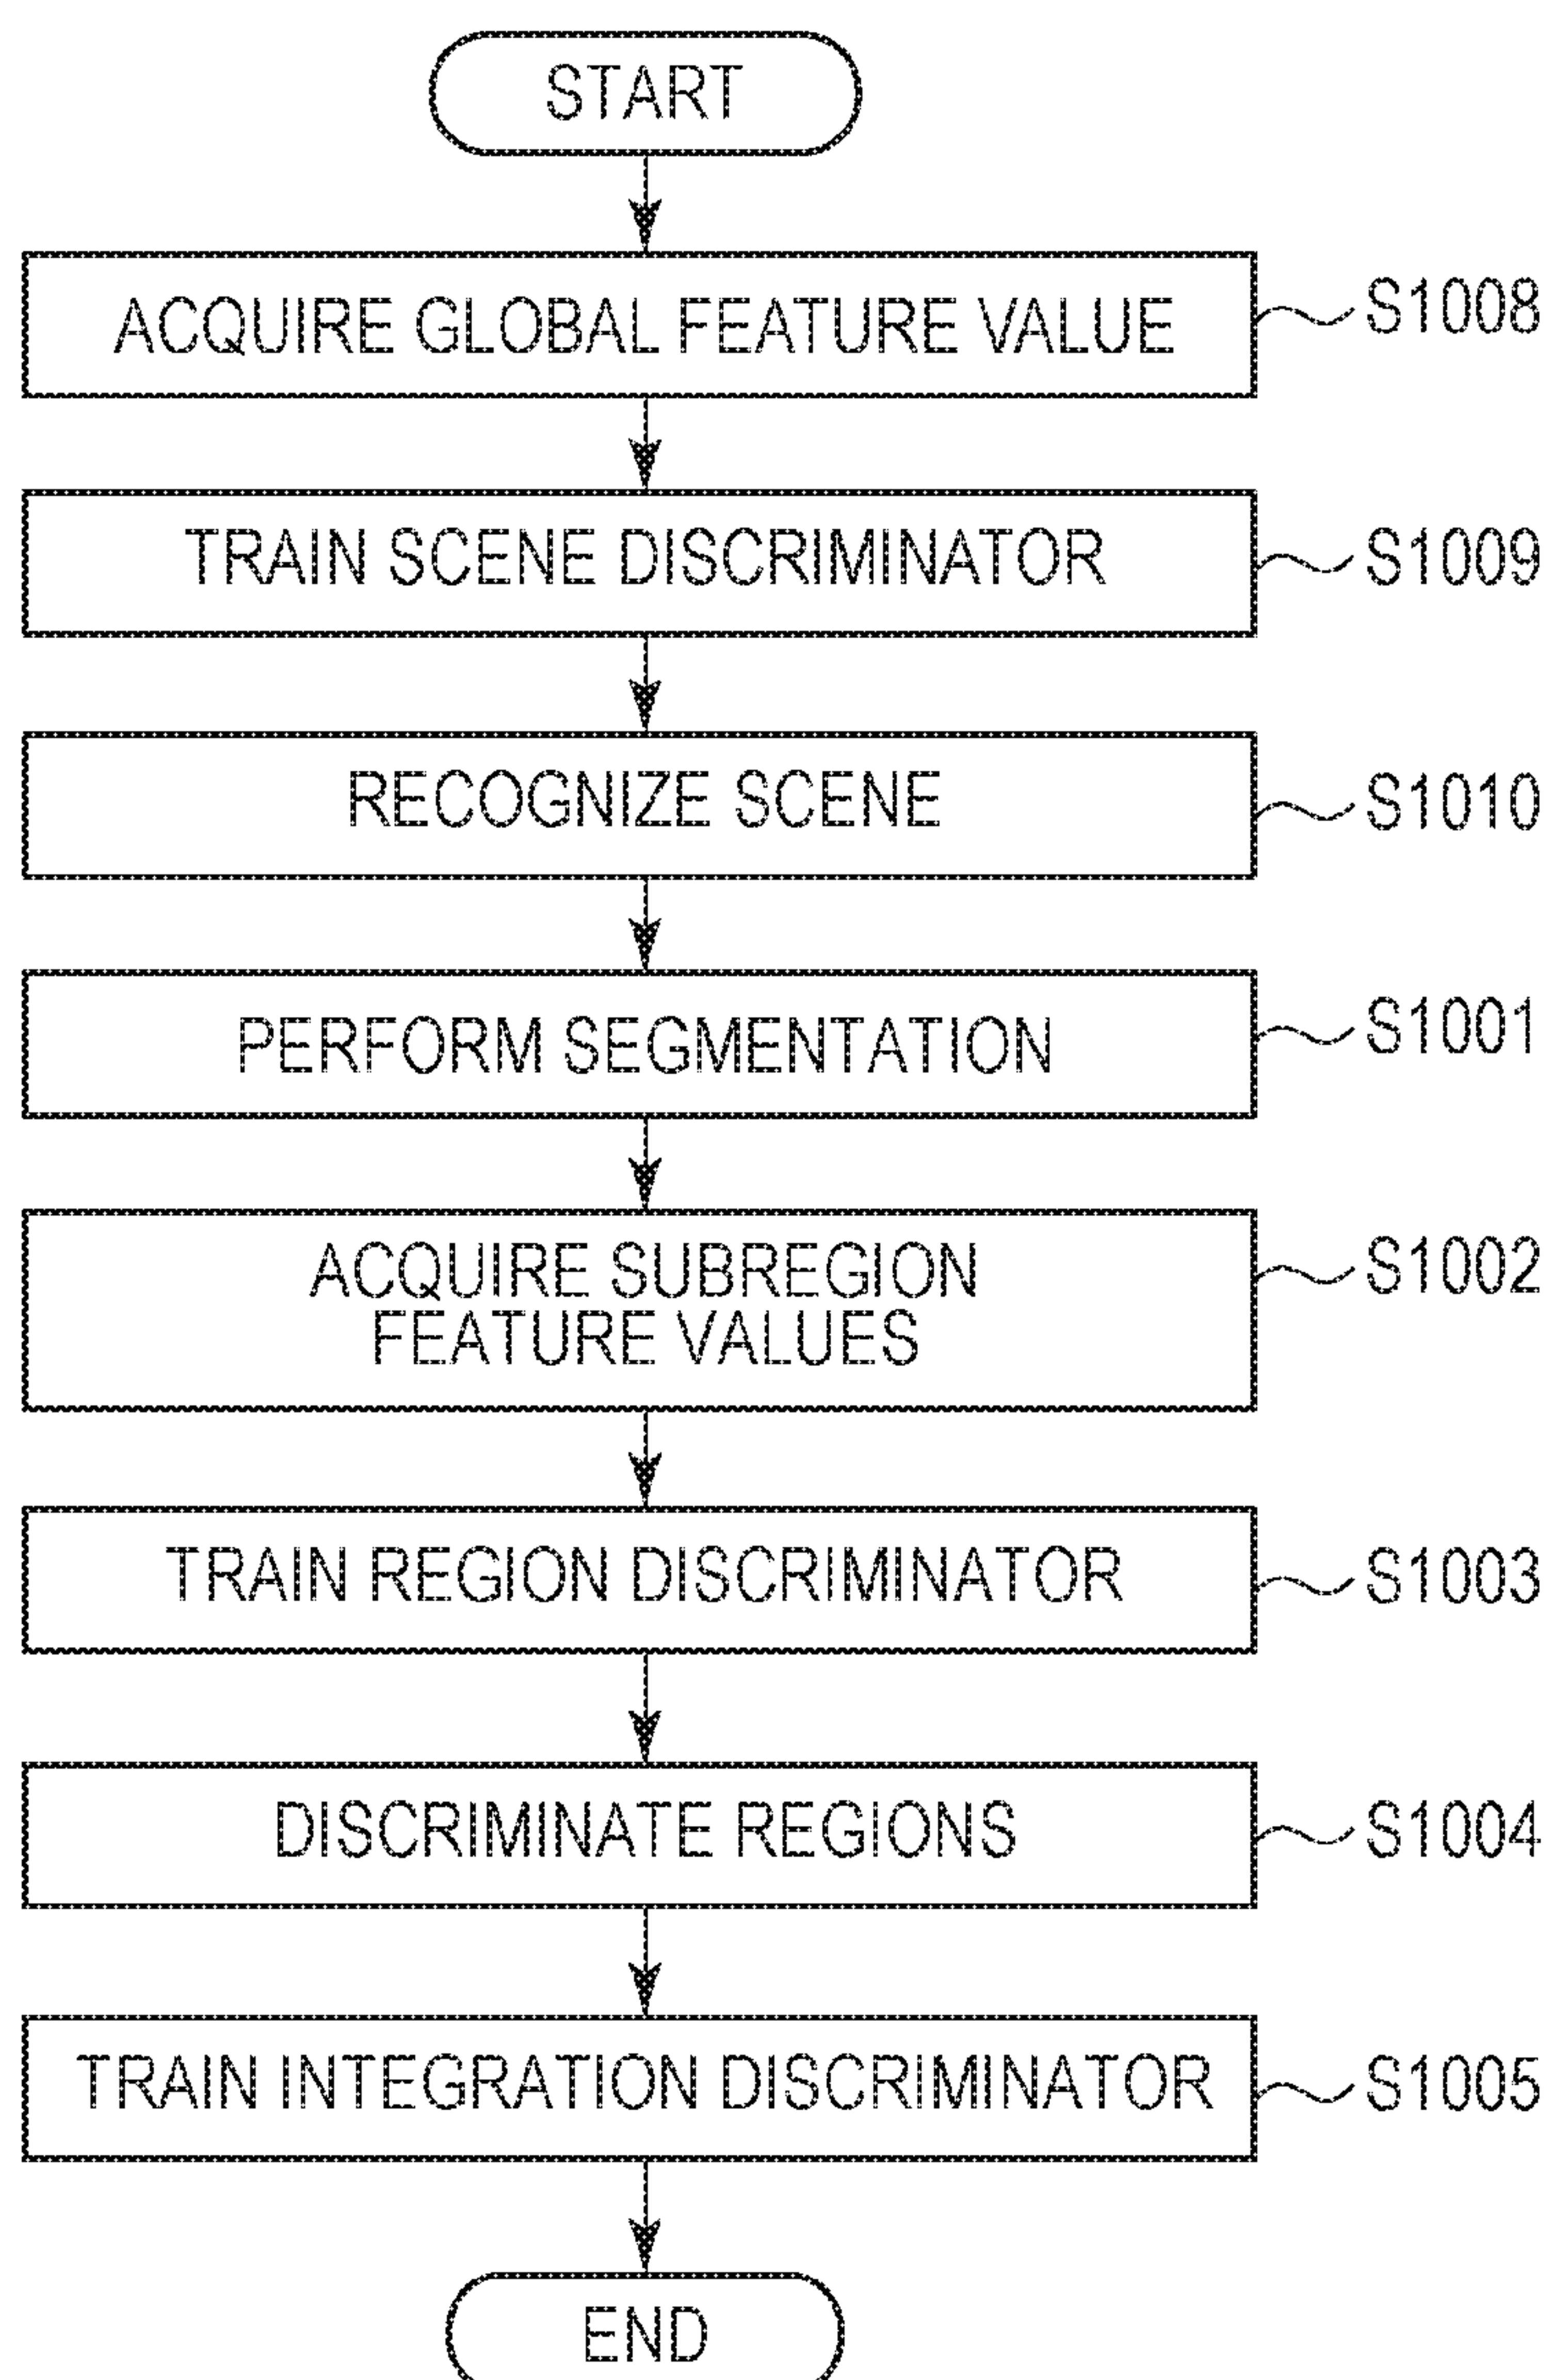 START
ACQUIRE GLOBAL FEATURE VALUE
S1008
TRAIN SCENE DISCRIMINATOR
S1009
RECOGNIZE SCENE
S1010
PERFORM SEGMENTATION
S1001
ACQUIRE SUBREGION
FEATURE VALUES
S1002
TRAIN REGION DISCRIMINATOR
S1003
DISCRIMINATE REGIONS
S1004
TRAIN INTEGRATION DISCRIMINATOR
S1005
END